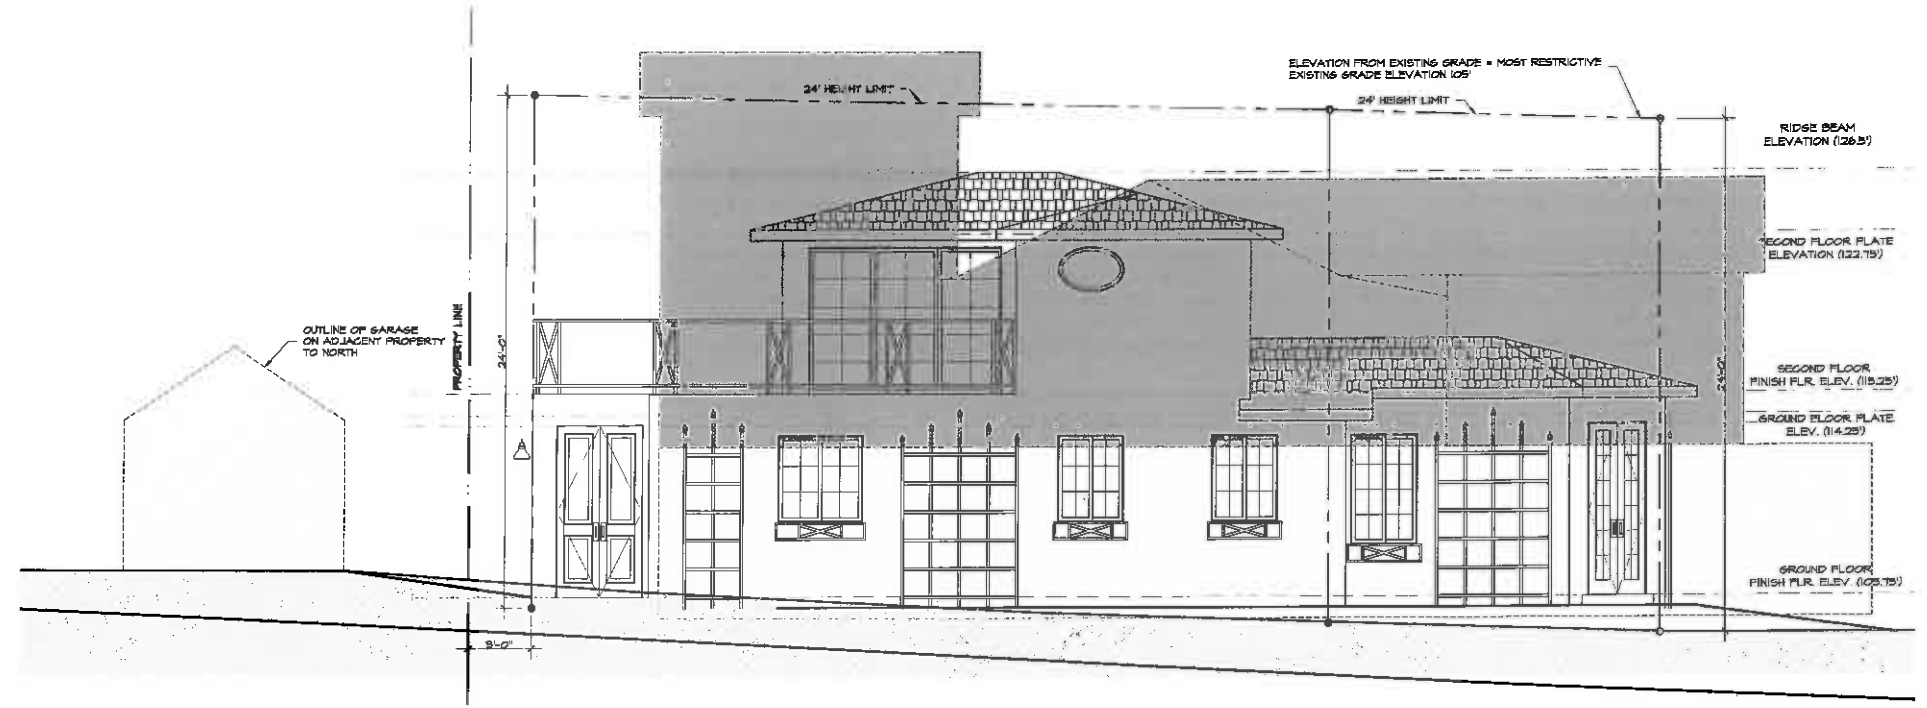 ELEVATION FROM EXISTING GRADE = MOST RESTRICTIVE
EXISTING GRADE ELEVATION 105'
24' HEIGHT LIMIT
24' HEIGHT LIMIT
RIDGE BEAM
ELEVATION (126.5')
SECOND FLOOR PLATE
ELEVATION (122.75')
OUTLINE OF GARAGE
ON ADJACENT PROPERTY
TO NORTH
PROPERTY LINE
24'-0"
24'-0"
SECOND FLOOR
FINISH FLR. ELEV. (115.25')
GROUND FLOOR PLATE
ELEV. (114.25')
GROUND FLOOR
FINISH FLR. ELEV. (105.75')
3'-0"